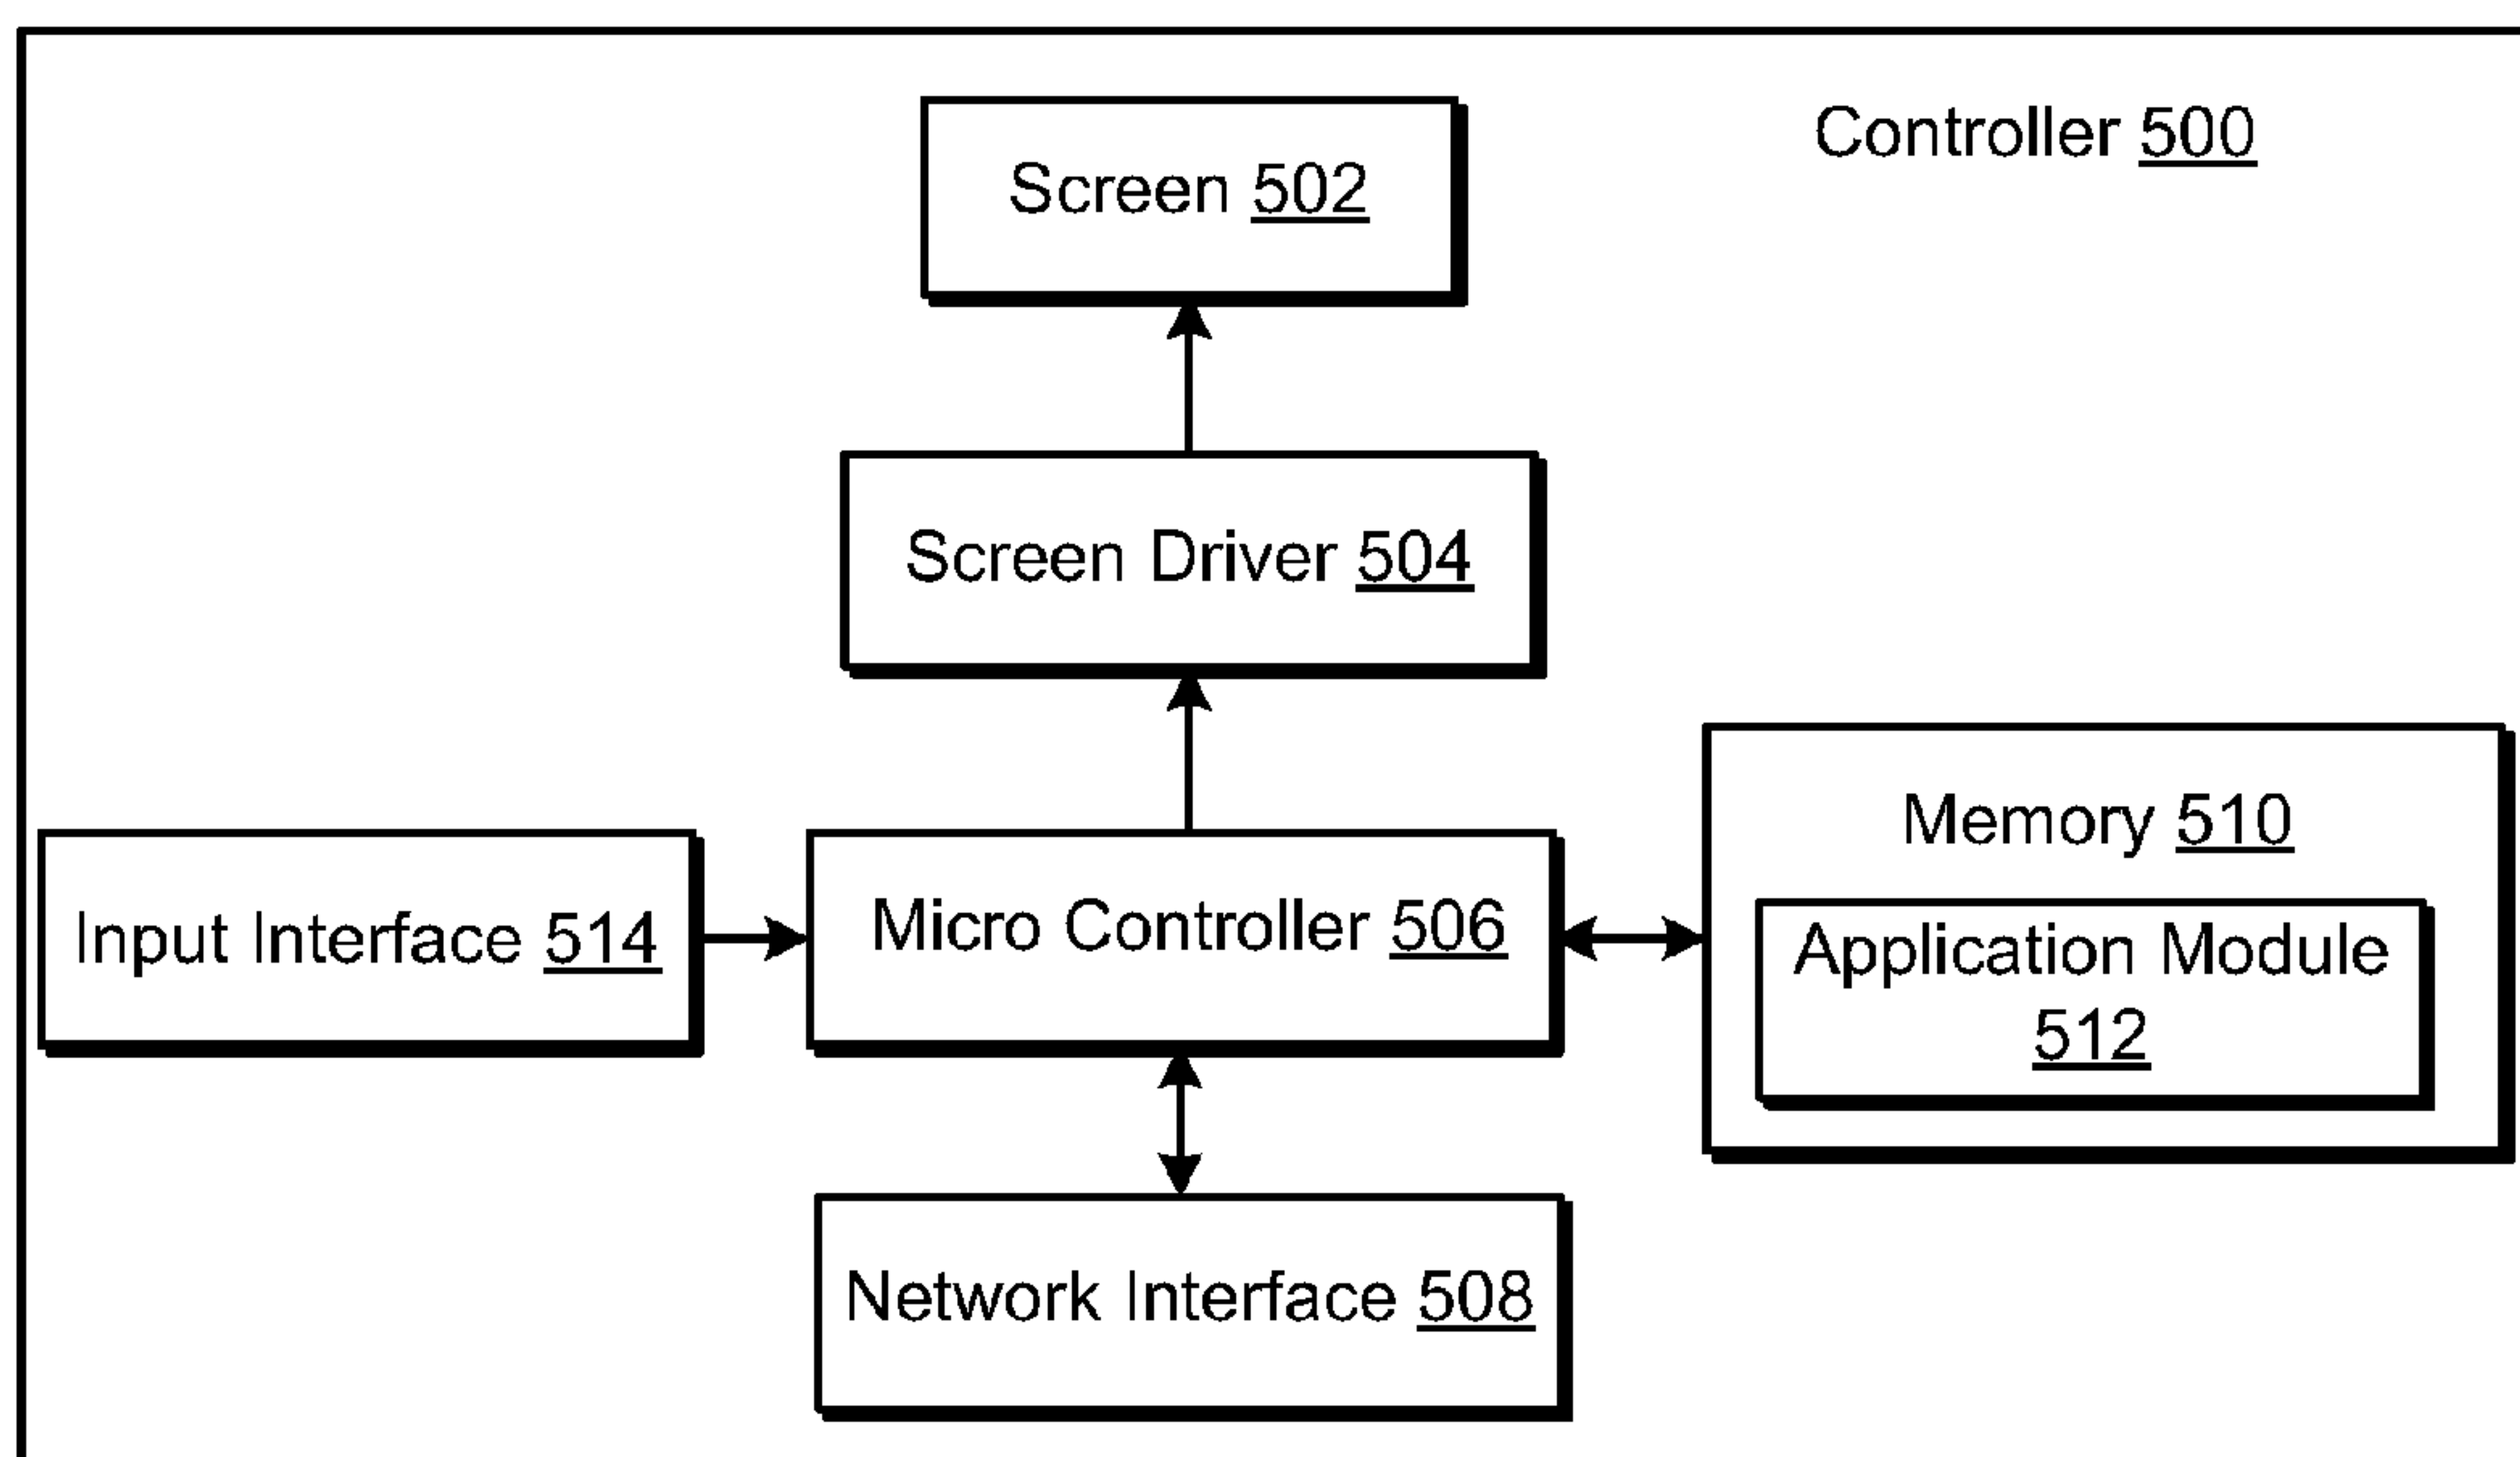 Controller 500
Screen 502
Screen Driver 504
Memory 510
Input Interface 514
Micro Controller 506
Application Module
512
Network Interface 508